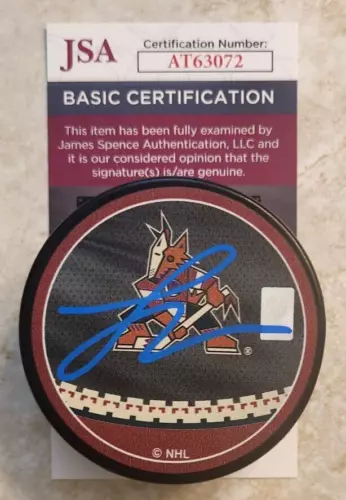 JSA
Certification Number:
AT63072
BASIC CERTIFICATION
This item has been fully examined by
James Spence Authentication, LLC and
it is our considered opinion that the
signature(s) is/are genuine.
®
© NHL